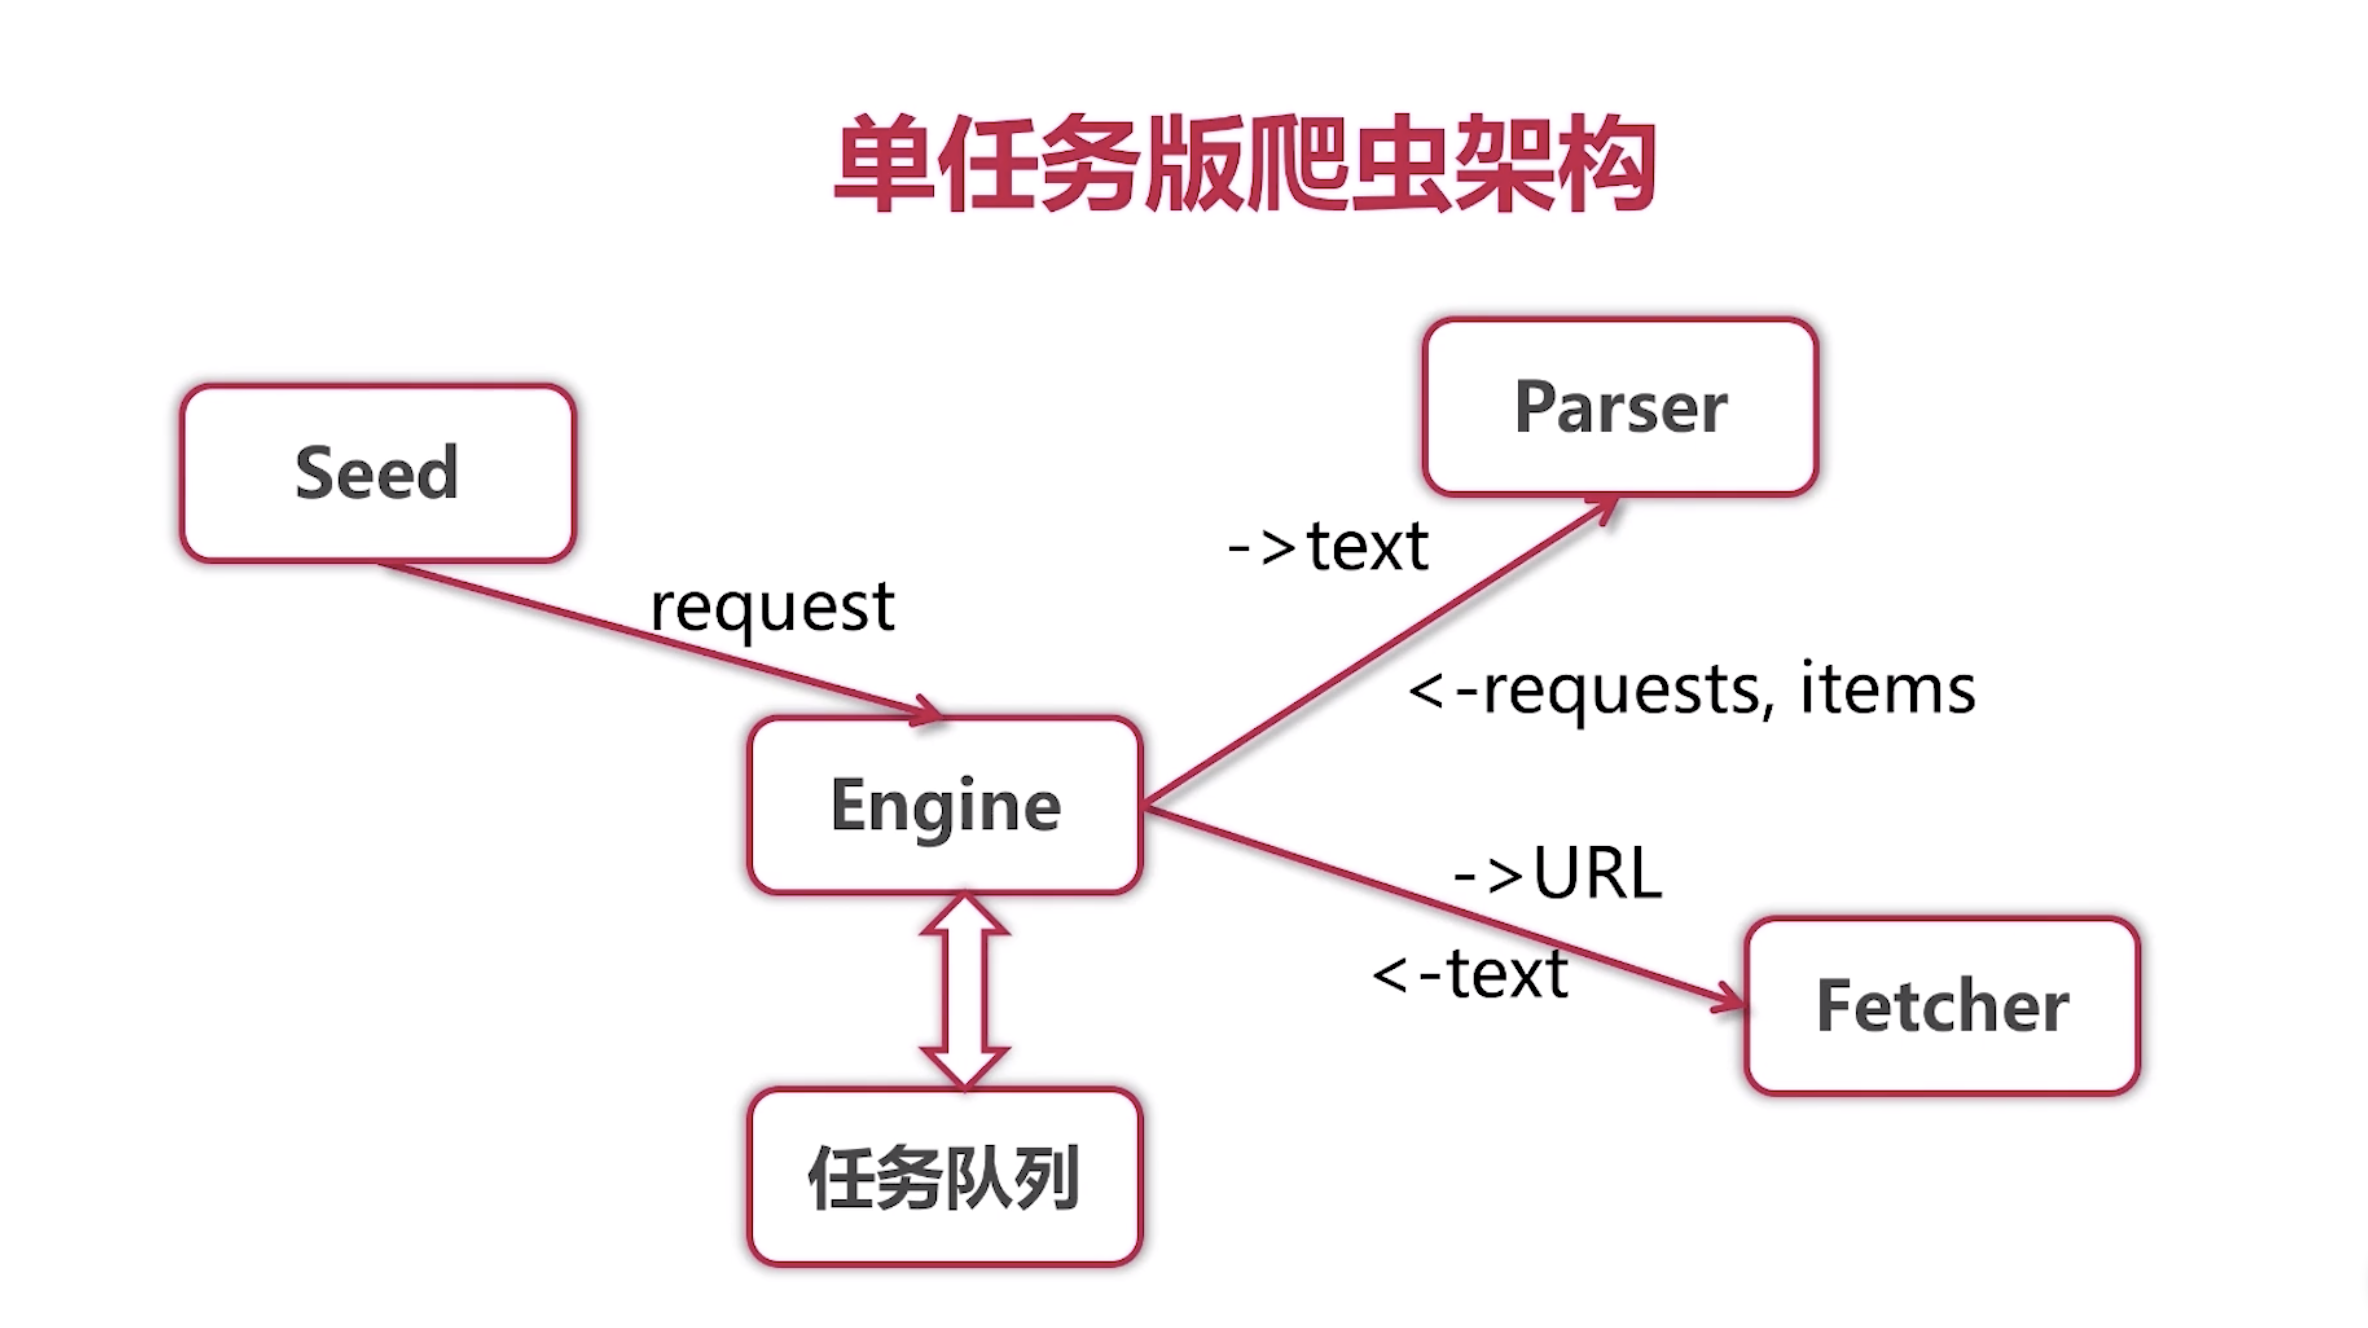 单任务版爬虫架构
Parser
Seed
->text
request
<-requests, items
Engine
->URL
<-text
Fetcher
任务队列